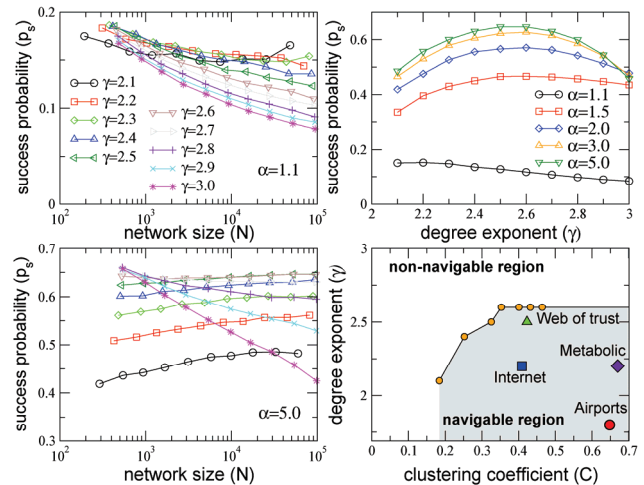 success probability (pₛ)
0.2
0.1
0
γ=2.1
γ=2.2
γ=2.3
γ=2.4
γ=2.5
γ=2.6
γ=2.7
γ=2.8
γ=2.9
γ=3.0
α=1.1
10²
10³
10⁴
10⁵
network size (N)
success probability (pₛ)
0.8
0.6
0.4
0.2
0
α=1.1
α=1.5
α=2.0
α=3.0
α=5.0
2
2.2
2.4
2.6
2.8
3
degree exponent (γ)
success probability (pₛ)
0.7
0.6
0.5
0.4
0.3
α=5.0
10²
10³
10⁴
10⁵
network size (N)
degree exponent (γ)
3
2.5
2
non-navigable region
Web of trust
Metabolic
Internet
Airports
navigable region
0
0.1
0.2
0.3
0.4
0.5
0.6
0.7
clustering coefficient (C)